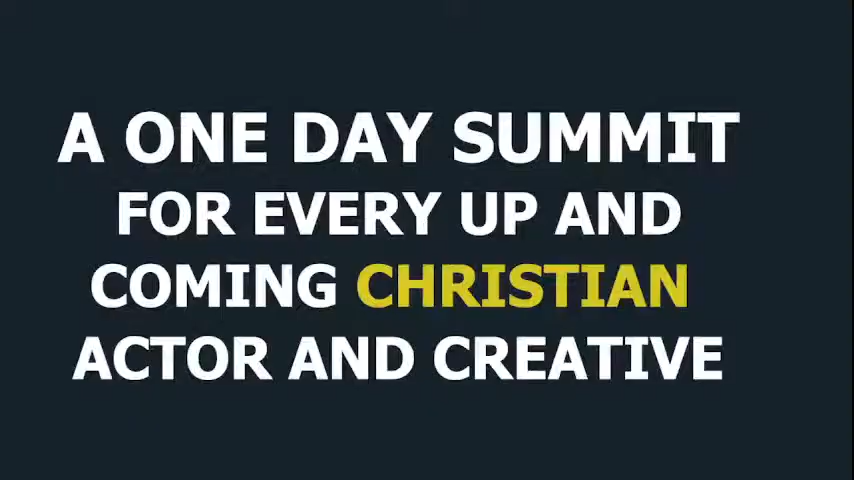 A ONE DAY SUMMIT
FOR EVERY UP AND
COMING CHRISTIAN
ACTOR AND CREATIVE